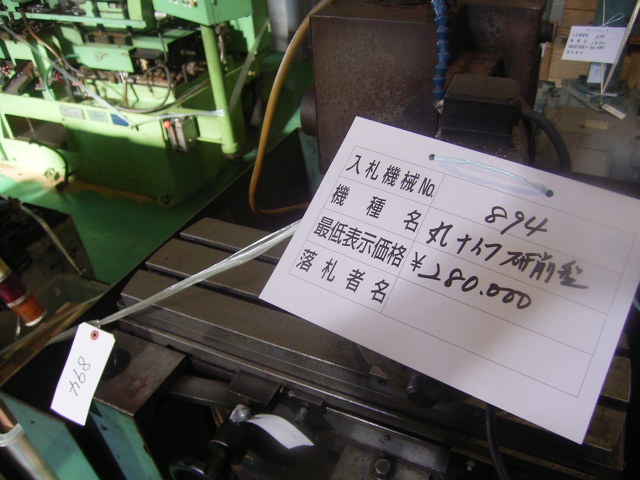 入札機械No. 894
機種名 丸ナイフ研削型
最低表示価格 ¥280.000
落札者名
894